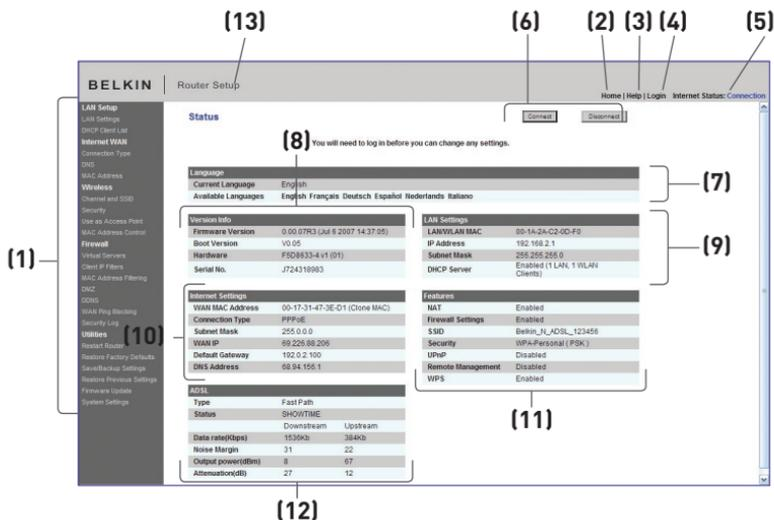 (13)
(6)
(2)
(3)
(4)
(5)
BELKIN Router Setup
Home | Help | Login Internet Status: Connection
(1)
LAN Setup
LAN Settings
DHCP Client List
Internet WAN
Connection Type
DNS
MAC Address
Wireless
Channel and SSID
Security
Use as Access Point
MAC Address Control
Firewall
Virtual Servers
Client IP Filters
MAC Address Filtering
DMZ
DDNS
WAN Ping Blocking
Security Log
Utilities
Restart Router
Restore Factory Defaults
Save/Backup Settings
Restore Previous Settings
Firmware Update
System Settings
Status
Connect
Disconnect
(8)
You will need to log in before you can change any settings.
Language
Current Language English
Available Languages English Français Deutsch Español Nederlands Italiano
(7)
Version Info
Firmware Version 0.00.07R3 (Jul 6 2007 14:37:05)
Boot Version V0.05
Hardware F5D8633-4 v1 (01)
Serial No. J724318983
LAN Settings
LAN/WLAN MAC 00-1A-2A-C2-0D-F0
IP Address 192.168.2.1
Subnet Mask 255.255.255.0
DHCP Server Enabled (1 LAN, 1 WLAN
Clients)
(9)
(10)
Internet Settings
WAN MAC Address 00-17-31-47-3E-D1 (Clone MAC)
Connection Type PPPoE
Subnet Mask 255.0.0.0
WAN IP 69.226.88.206
Default Gateway 192.0.2.100
DNS Address 68.94.156.1
Features
NAT Enabled
Firewall Settings Enabled
SSID Belkin_N_ADSL_123456
Security WPA-Personal ( PSK )
UPnP Disabled
Remote Management Disabled
WPS Enabled
(11)
ADSL
Type Fast Path
Status SHOWTIME
Downstream Upstream
Data rate(Kbps) 1536Kb 384Kb
Noise Margin 31 22
Output power(dBm) 8 67
Attenuation(dB) 27 12
(12)